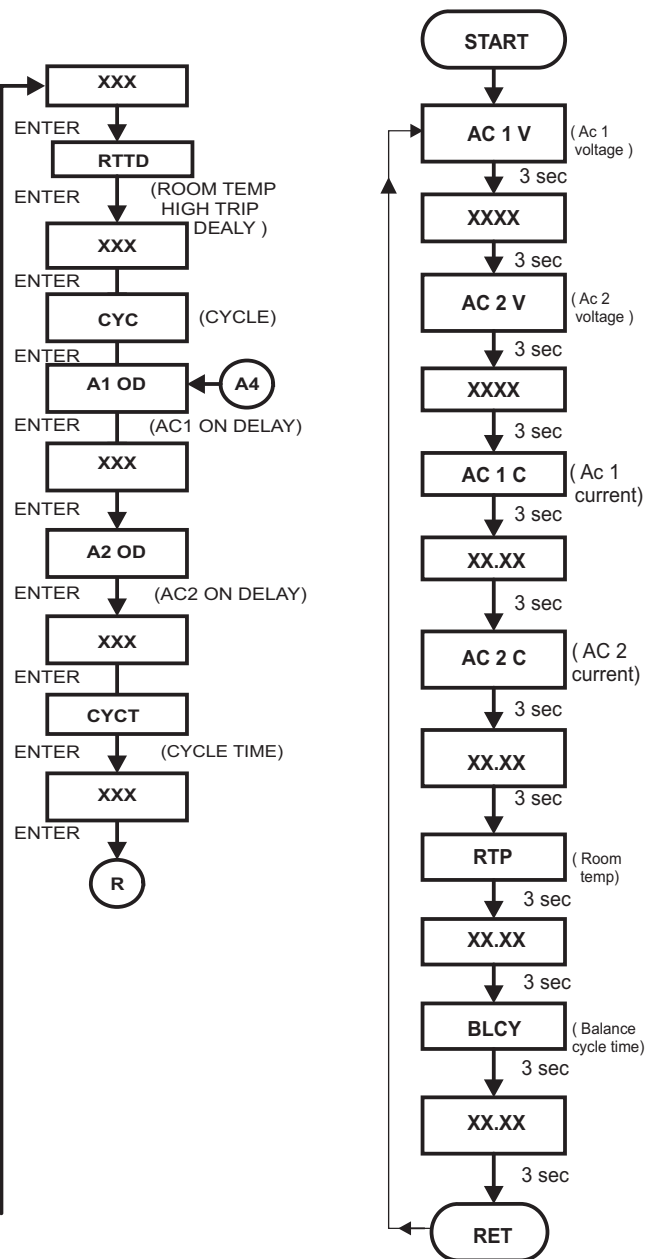 XXX
ENTER
RTTD
ENTER
(ROOM TEMP
HIGH TRIP
DEALY )
XXX
ENTER
CYC
(CYCLE)
ENTER
A1 OD
A4
ENTER
(AC1 ON DELAY)
XXX
ENTER
A2 OD
ENTER
(AC2 ON DELAY)
XXX
ENTER
CYCT
ENTER
(CYCLE TIME)
XXX
ENTER
R
START
AC 1 V
( Ac 1
voltage )
3 sec
XXXX
3 sec
AC 2 V
( Ac 2
voltage )
3 sec
XXXX
3 sec
AC 1 C
( Ac 1
current)
3 sec
XX.XX
3 sec
AC 2 C
( AC 2
current)
3 sec
XX.XX
3 sec
RTP
( Room
temp)
3 sec
XX.XX
3 sec
BLCY
( Balance
cycle time)
3 sec
XX.XX
3 sec
RET